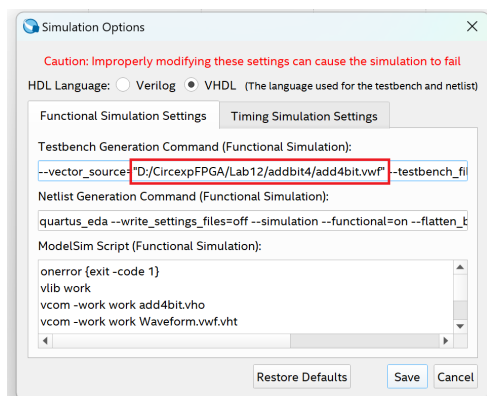 Simulation Options
Caution: Improperly modifying these settings can cause the simulation to fail
HDL Language: Verilog VHDL (The language used for the testbench and netlist)
Functional Simulation Settings Timing Simulation Settings
Testbench Generation Command (Functional Simulation):
--vector_source="D:/CircexpFPGA/Lab12/addbit4/add4bit.vwf" --testbench_fil
Netlist Generation Command (Functional Simulation):
quartus_eda --write_settings_files=off --simulation --functional=on --flatten_b
ModelSim Script (Functional Simulation):
onerror {exit -code 1}
vlib work
vcom -work work add4bit.vho
vcom -work work Waveform.vwf.vht
Restore Defaults Save Cancel